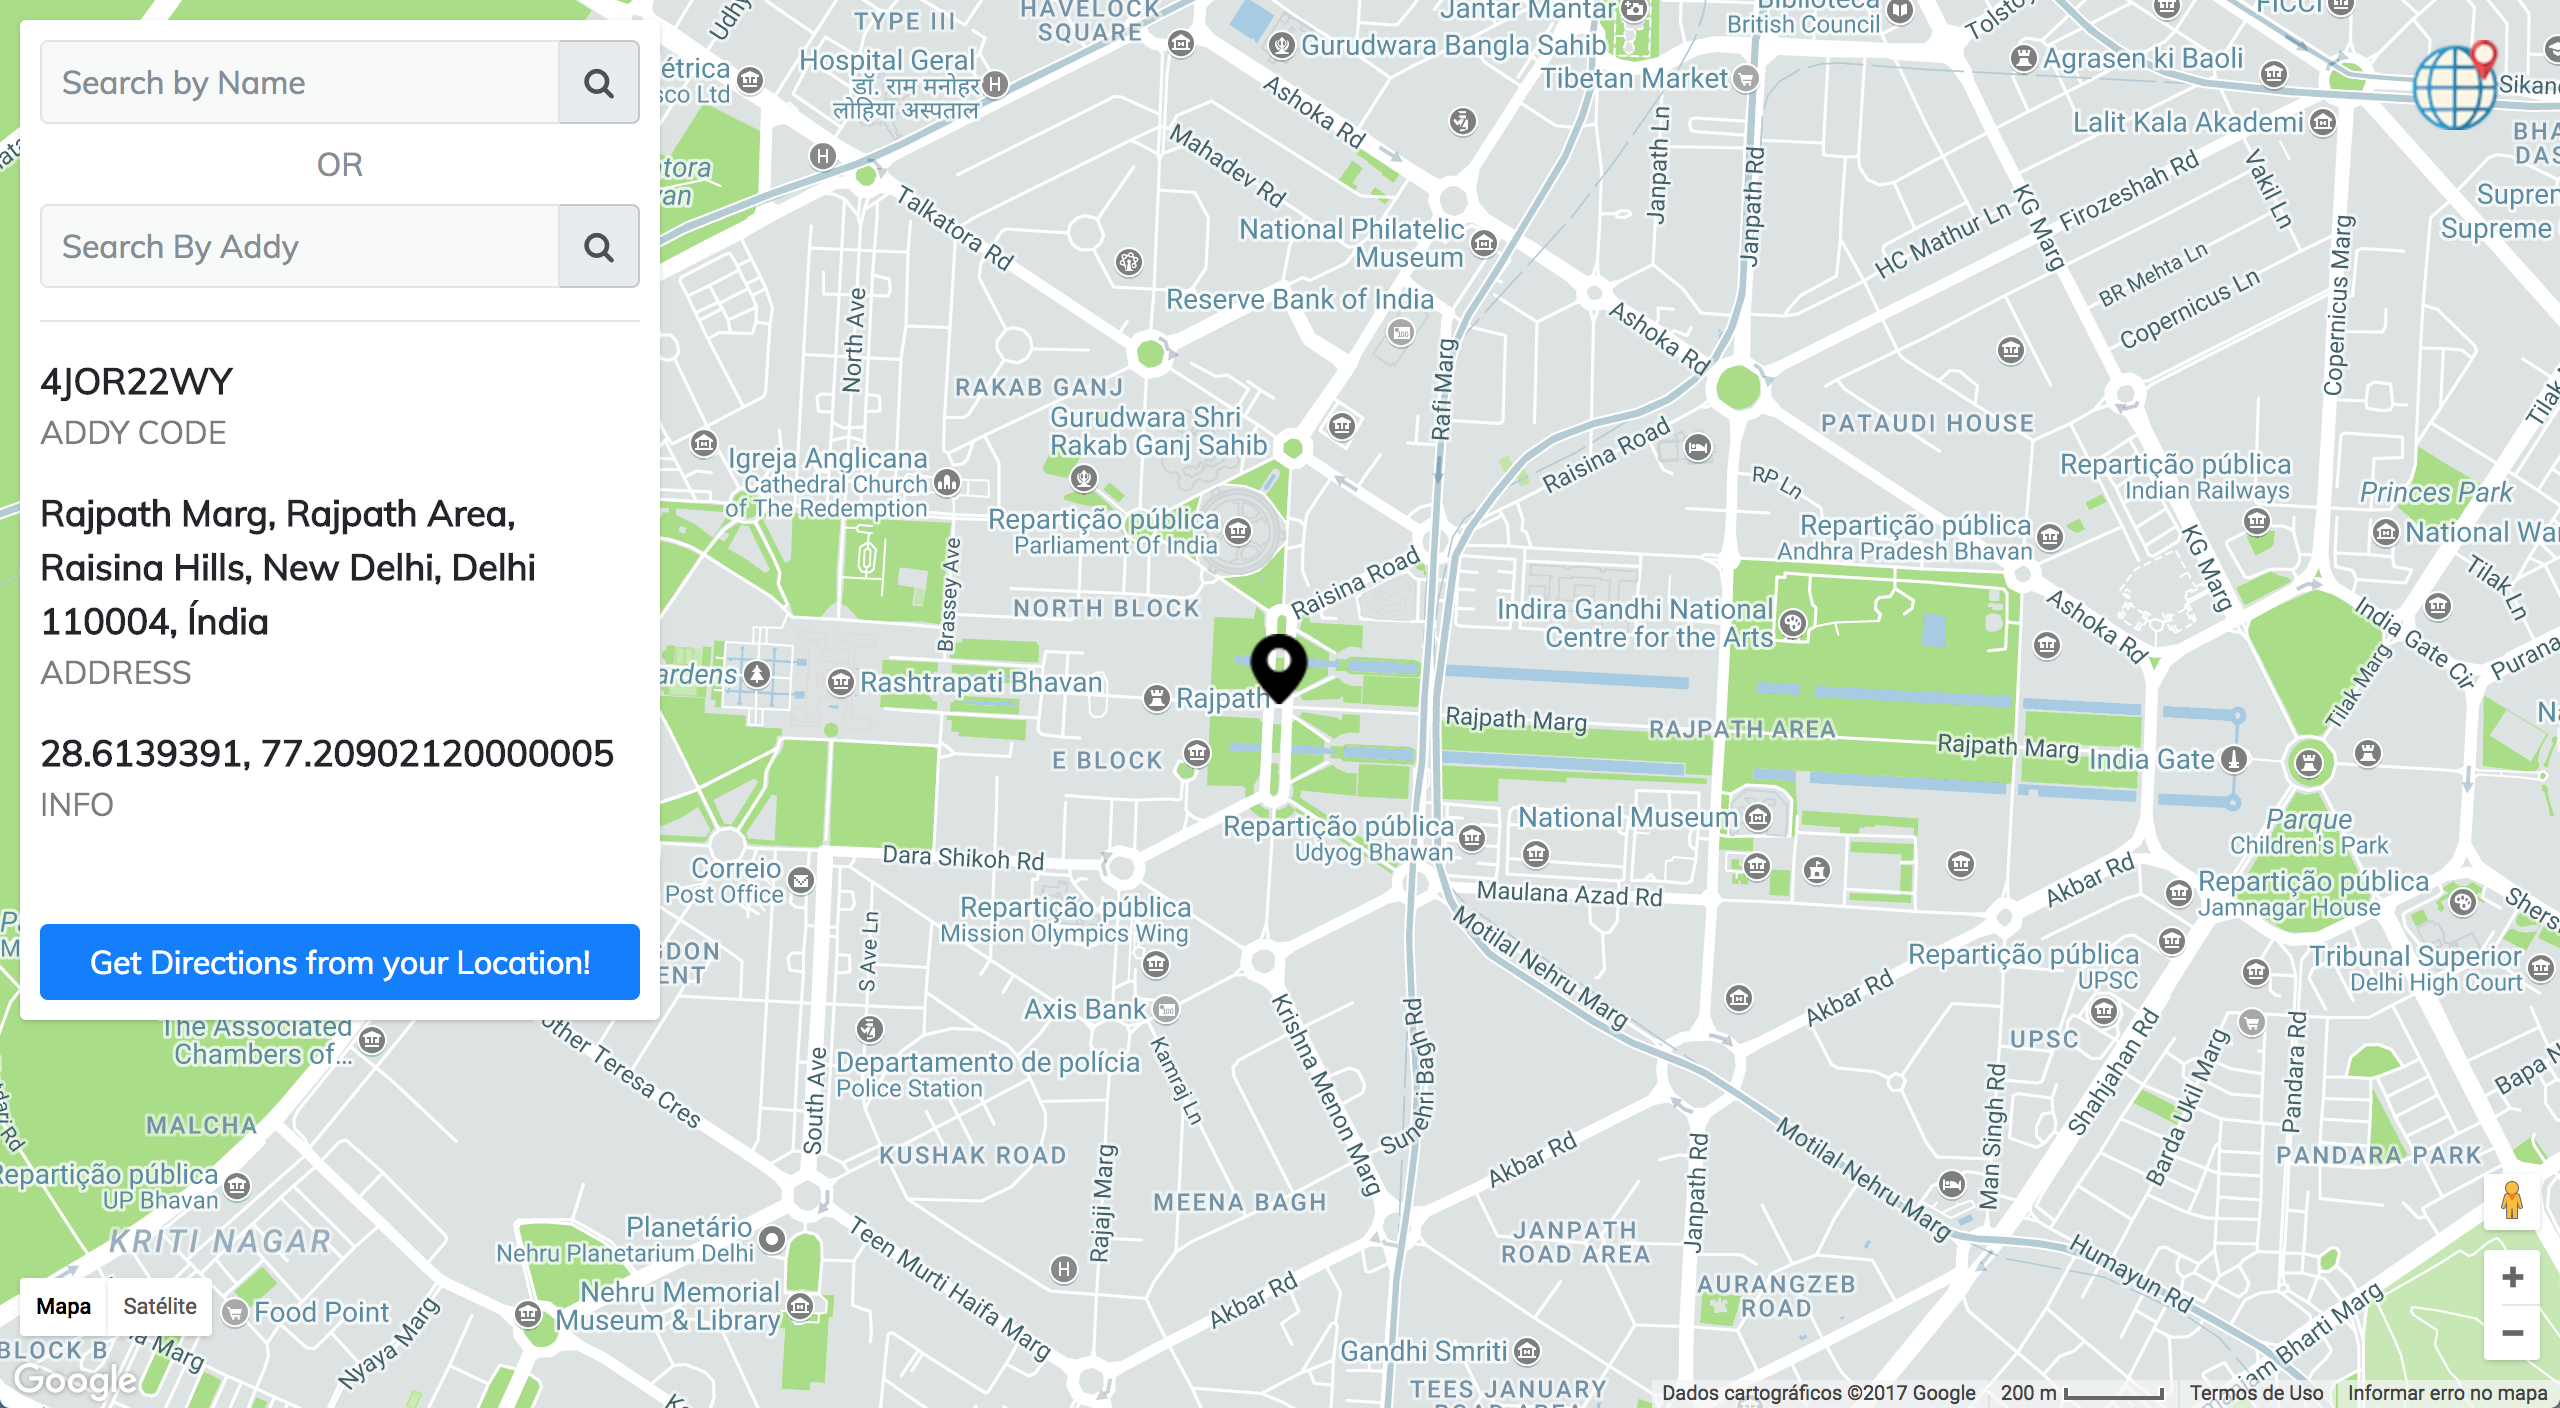 Search by Name
OR
Search By Addy
4JOR22WY
ADDY CODE
Rajpath Marg, Rajpath Area,
Raisina Hills, New Delhi, Delhi
110004, Índia
ADDRESS
28.6139391, 77.20902120000005
INFO
Get Directions from your Location!
TYPE III
HAVELOCK
SQUARE
Jantar Mantar
British Council
FICCI
Hospital Geral
डॉ. राम मनोहर
लोहिया अस्पताल
Gurudwara Bangla Sahib
Tibetan Market
Agrasen ki Baoli
Lalit Kala Akademi
Ashoka Rd
Mahadev Rd
Janpath Ln
Janpath Rd
KG Marg
Firozeshah Rd
Vakil Ln
HC Mathur Ln
BR Mehta Ln
Copernicus Ln
Copernicus Marg
Supreme
Talkatora Rd
National Philatelic
Museum
Reserve Bank of India
North Ave
Rafi Marg
Ashoka Rd
RAKAB GANJ
Gurudwara Shri
Rakab Ganj Sahib
PATAUDI HOUSE
Igreja Anglicana
Cathedral Church
of The Redemption
Raisina Road
RP Ln
Repartição pública
Indian Railways
Princes Park
Repartição pública
Parliament Of India
Repartição pública
Andhra Pradesh Bhavan
National War
KG Marg
Tilak Ln
Brassey Ave
NORTH BLOCK
Raisina Road
Indira Gandhi National
Centre for the Arts
Ashoka Rd
India Gate Cir
Tilak Marg
Purana
Rashtrapati Bhavan
Rajpath
Rajpath Marg
RAJPATH AREA
Rajpath Marg
India Gate
E BLOCK
Repartição pública
Udyog Bhawan
National Museum
Parque
Children's Park
Dara Shikoh Rd
Correio
Post Office
Maulana Azad Rd
Akbar Rd
Repartição pública
Jamnagar House
Repartição pública
Mission Olympics Wing
S Ave Ln
Motilal Nehru Marg
Repartição pública
UPSC
Tribunal Superior
Delhi High Court
Axis Bank
Krishna Menon Marg
Akbar Rd
UPSC
Shahjahan Rd
Pandara Rd
The Associated
Chambers of...
Departamento de polícia
Police Station
Kamraj Ln
Sunehri Bagh Rd
South Ave
MALCHA
KUSHAK ROAD
Akbar Rd
Janpath Rd
Motilal Nehru Marg
Man Singh Rd
Barda Ukil Marg
PANDARA PARK
Repartição pública
UP Bhavan
Rajaji Marg
MEENA BAGH
KRITI NAGAR
Planetário
Nehru Planetarium Delhi
JANPATH
ROAD AREA
Humayun Rd
Nehru Memorial
Museum & Library
Teen Murti Haifa Marg
Akbar Rd
AURANGZEB
ROAD
Mapa
Satélite
Food Point
Nyaya Marg
BLOCK B
Gandhi Smriti
TEES JANUARY
Google
Dados cartográficos ©2017 Google
200 m
Termos de Uso
Informar erro no mapa